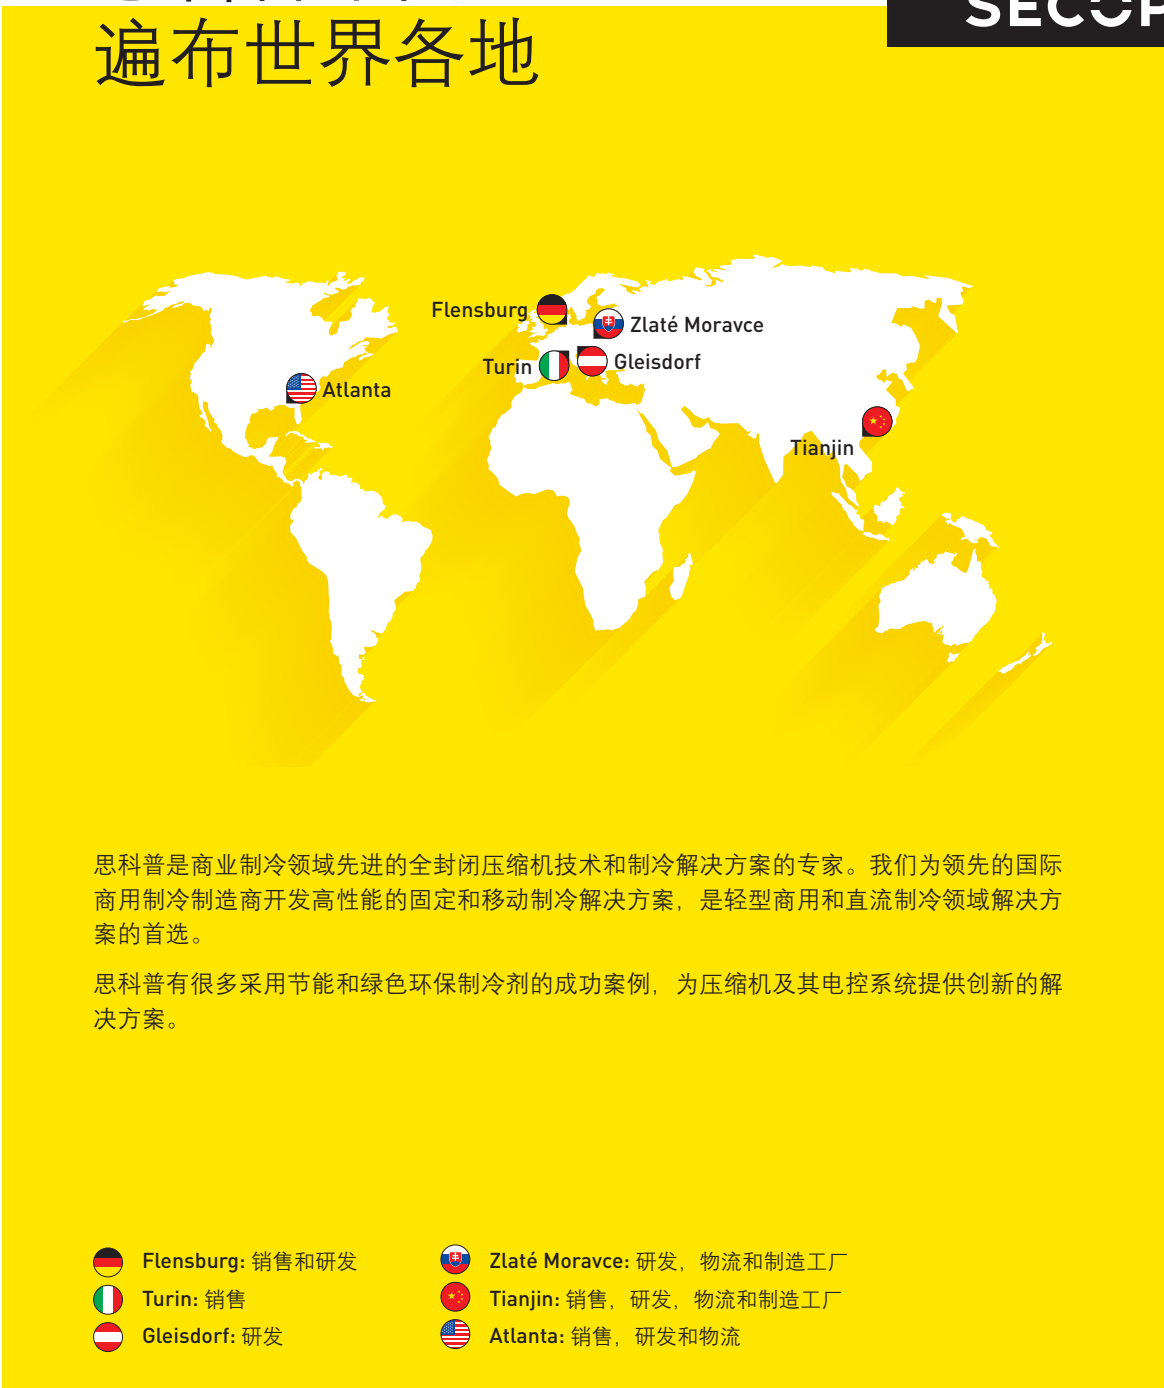 SECOP
遍布世界各地
Flensburg
Zlaté Moravce
Turin
Gleisdorf
Atlanta
Tianjin
思科普是商业制冷领域先进的全封闭压缩机技术和制冷解决方案的专家。我们为领先的国际
商用制冷制造商开发高性能的固定和移动制冷解决方案，是轻型商用和直流制冷领域解决方
案的首选。
思科普有很多采用节能和绿色环保制冷剂的成功案例，为压缩机及其电控系统提供创新的解
决方案。
Flensburg: 销售和研发
Turin: 销售
Gleisdorf: 研发
Zlaté Moravce: 研发，物流和制造工厂
Tianjin: 销售，研发，物流和制造工厂
Atlanta: 销售，研发和物流